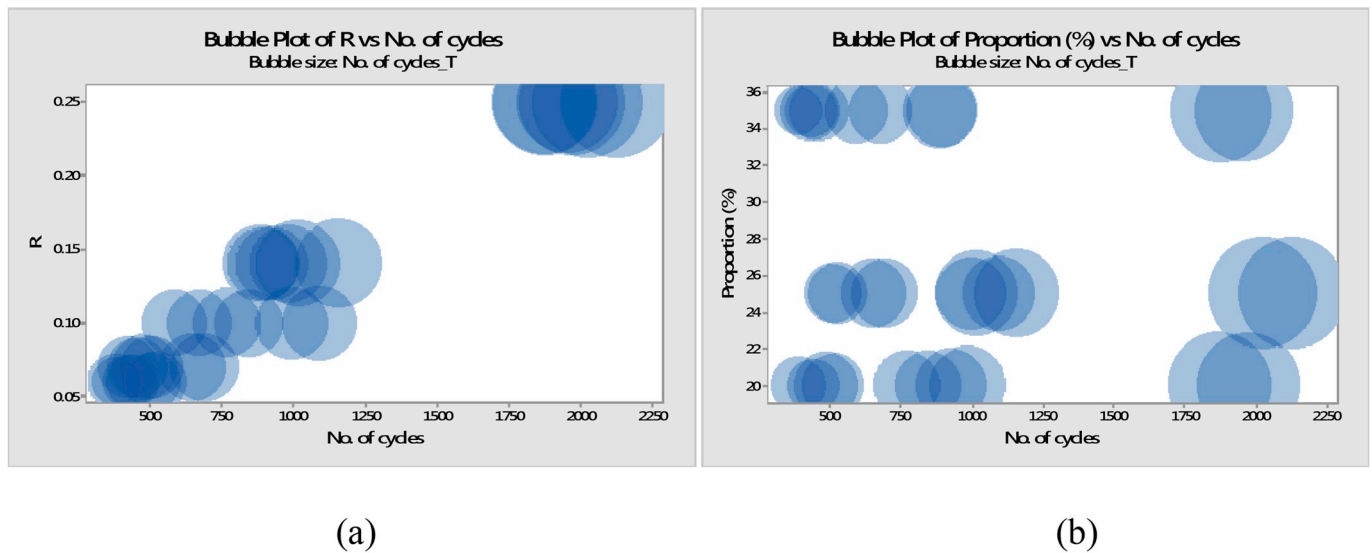 Bubble Plot of R vs No. of cycles
Bubble size: No. of cycles_T
0.25
0.20
0.15
0.10
0.05
R
500 750 1000 1250 1500 1750 2000 2250
No. of cycles
(a)
Bubble Plot of Proportion (%) vs No. of cycles
Bubble size: No. of cycles_T
36
34
32
30
28
26
24
22
20
Proportion (%)
500 750 1000 1250 1500 1750 2000 2250
No. of cycles
(b)